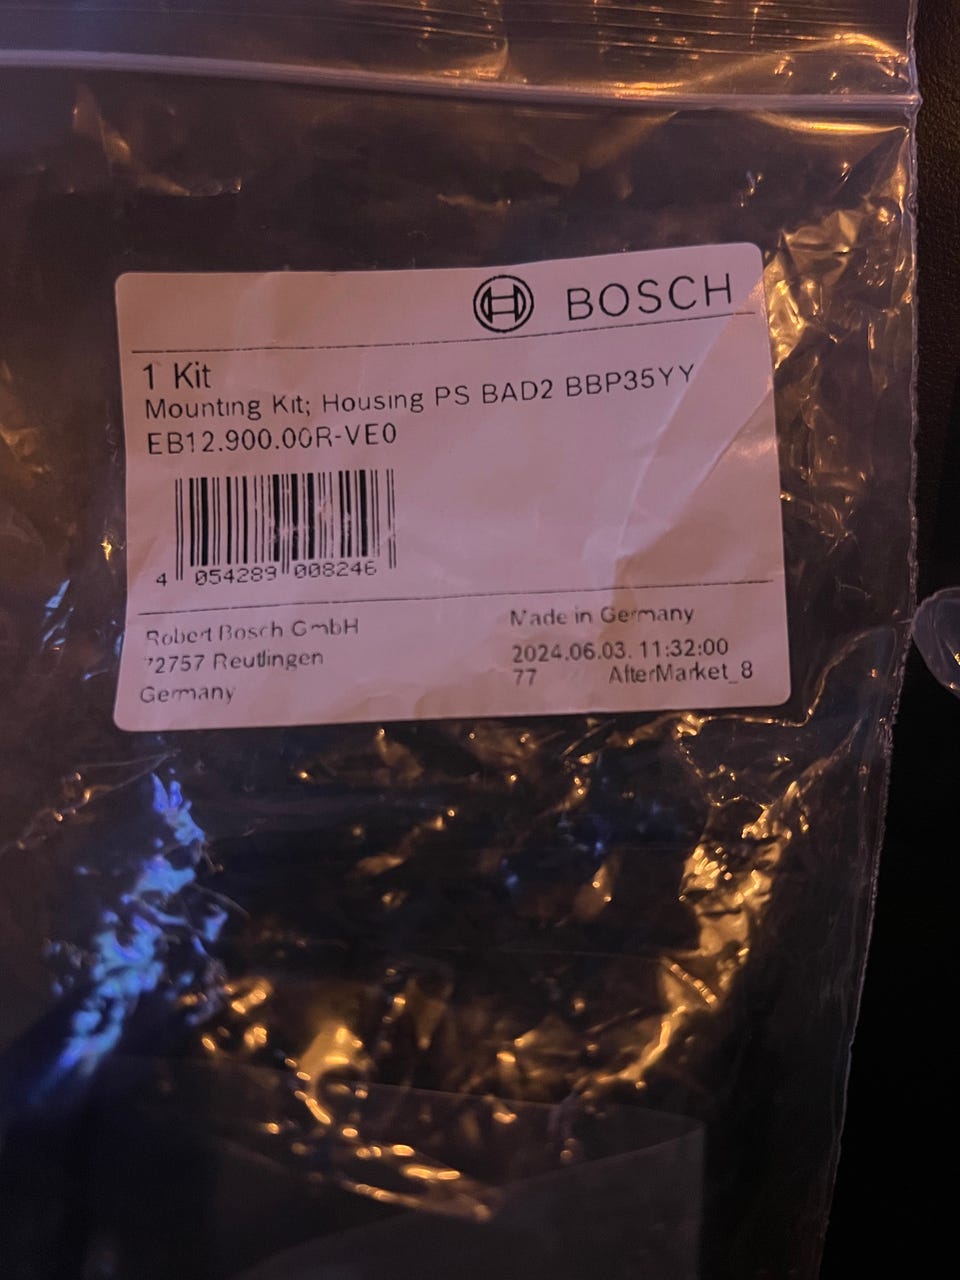 BOSCH
1 Kit
Mounting Kit; Housing PS BAD2 BBP35YY
EB12.900.00R-VE0
4 054289 008246
Robert Bosch GmbH
72757 Reutlingen
Germany
Made in Germany
2024.06.03. 11:32:00
77 AfterMarket_8